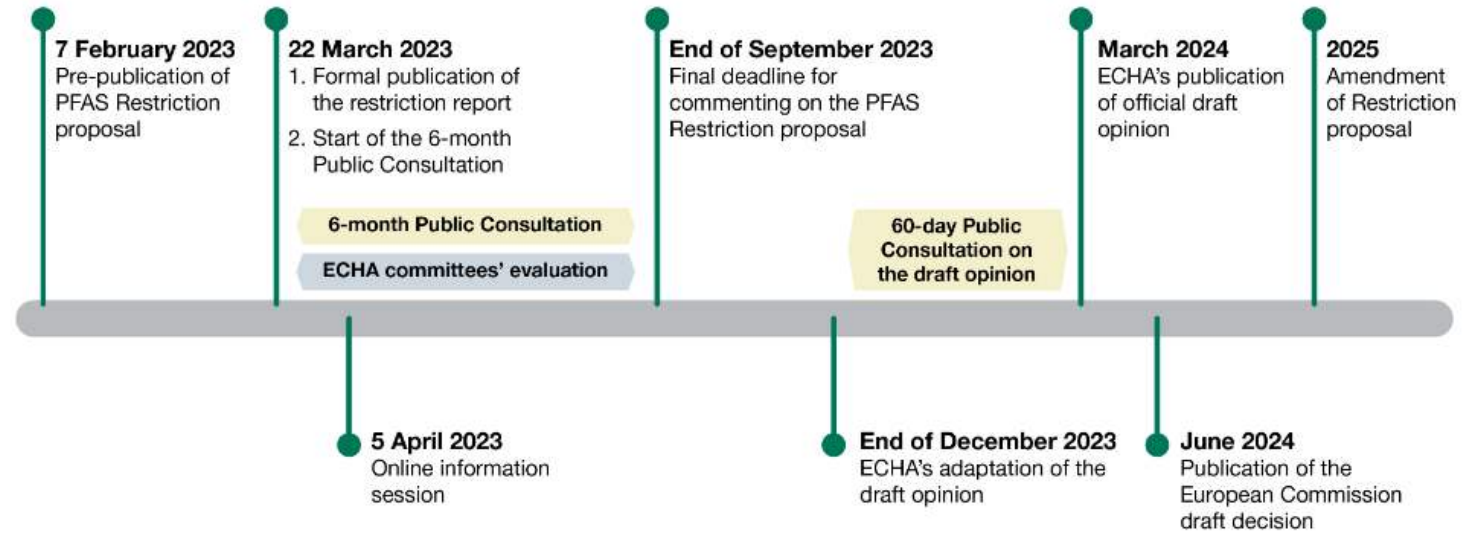 7 February 2023
Pre-publication of
PFAS Restriction
proposal
22 March 2023
1. Formal publication of
the restriction report
2. Start of the 6-month
Public Consultation
End of September 2023
Final deadline for
commenting on the PFAS
Restriction proposal
March 2024
ECHA's publication
of official draft
opinion
2025
Amendment
of Restriction
proposal
6-month Public Consultation
ECHA committees' evaluation
60-day Public
Consultation on
the draft opinion
5 April 2023
Online information
session
End of December 2023
ECHA's adaptation of the
draft opinion
June 2024
Publication of the
European Commission
draft decision